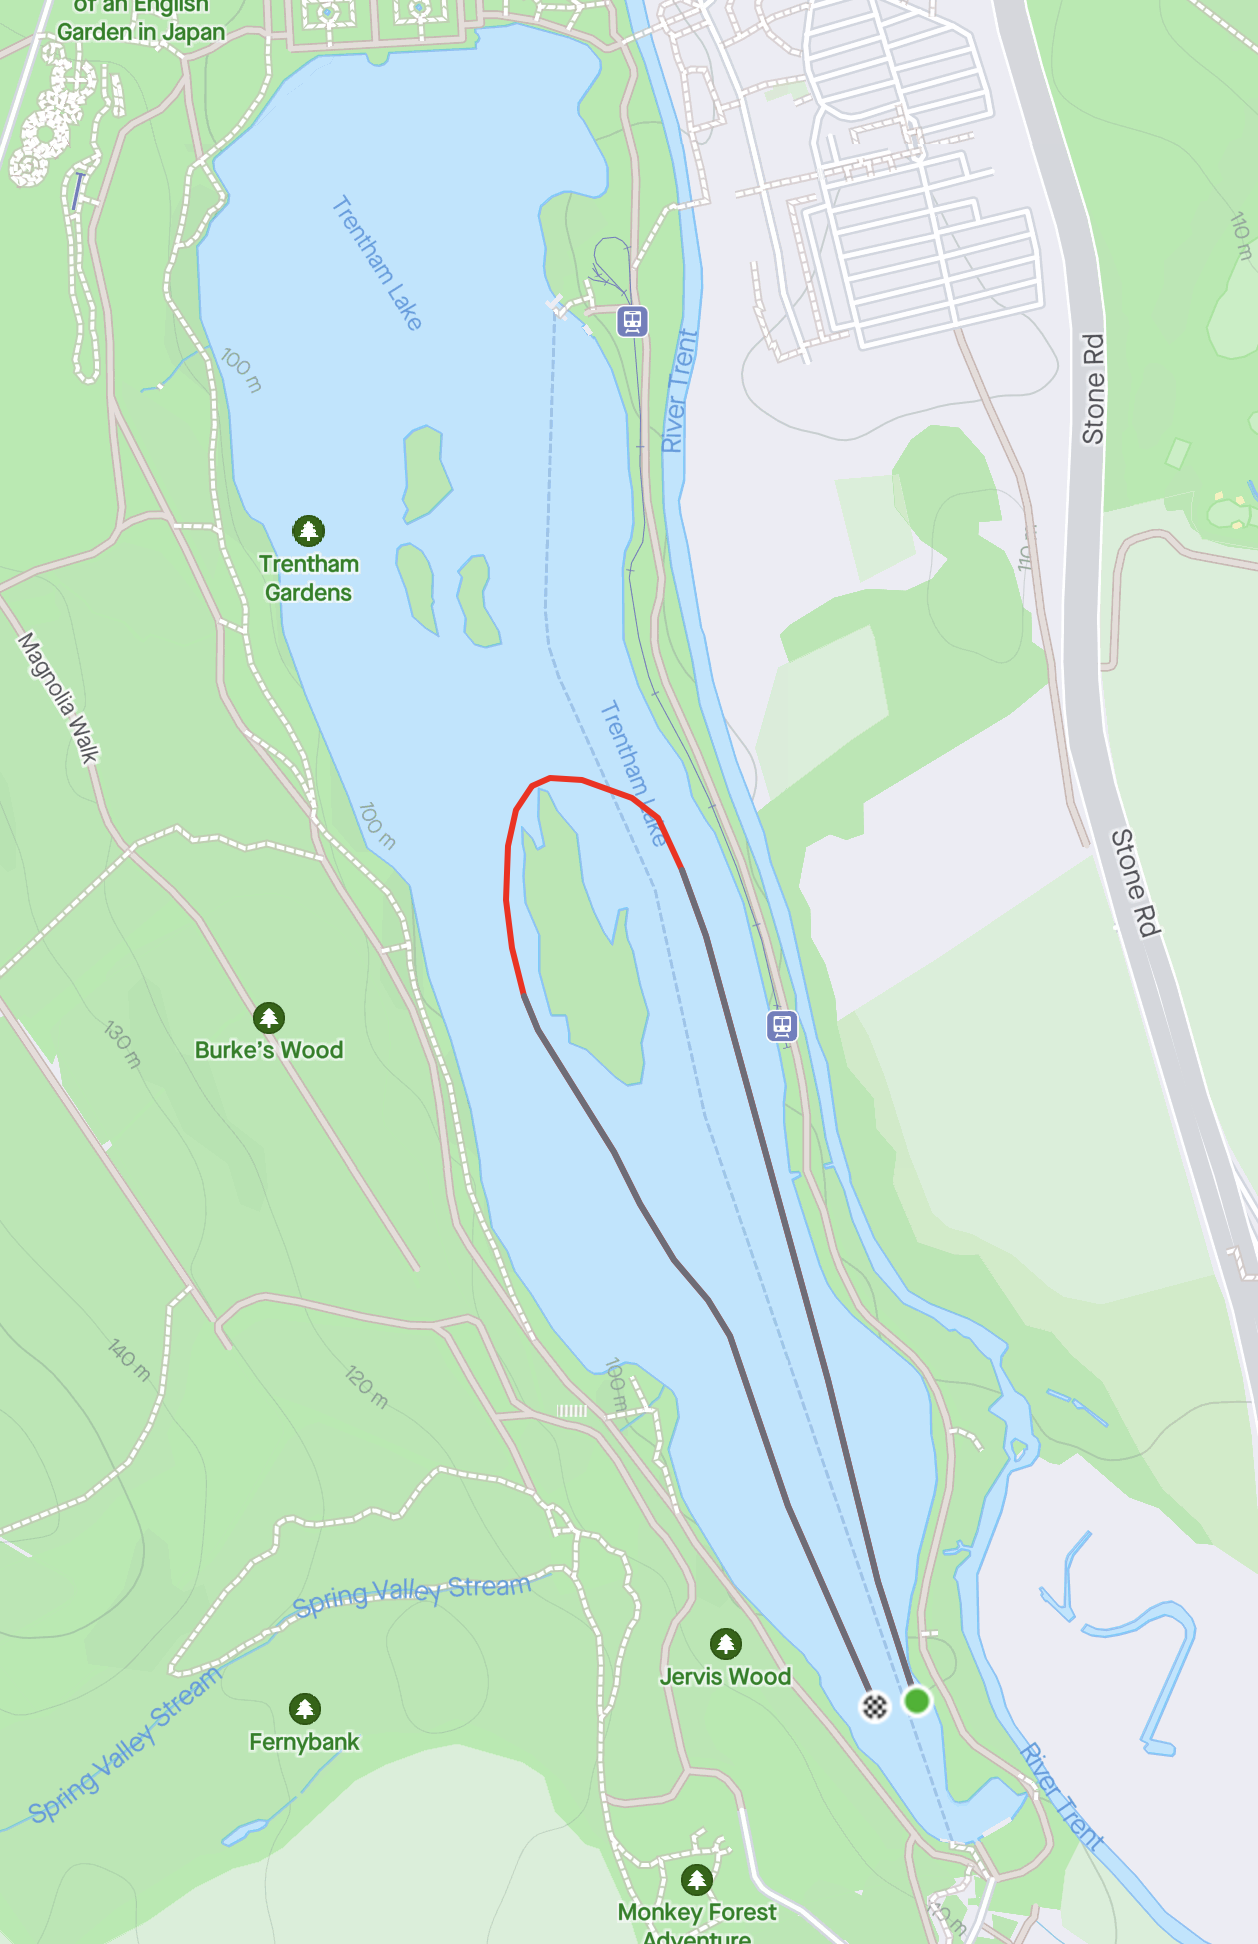 of an English
Garden in Japan
Trentham Lake
110 m
River Trent
Stone Rd
100 m
Trentham
Gardens
110 m
Magnolia Walk
Trentham Lake
100 m
Stone Rd
Burke's Wood
130 m
140 m
120 m
100 m
Spring Valley Stream
Jervis Wood
Spring Valley Stream
Fernybank
River Trent
Monkey Forest
Adventure